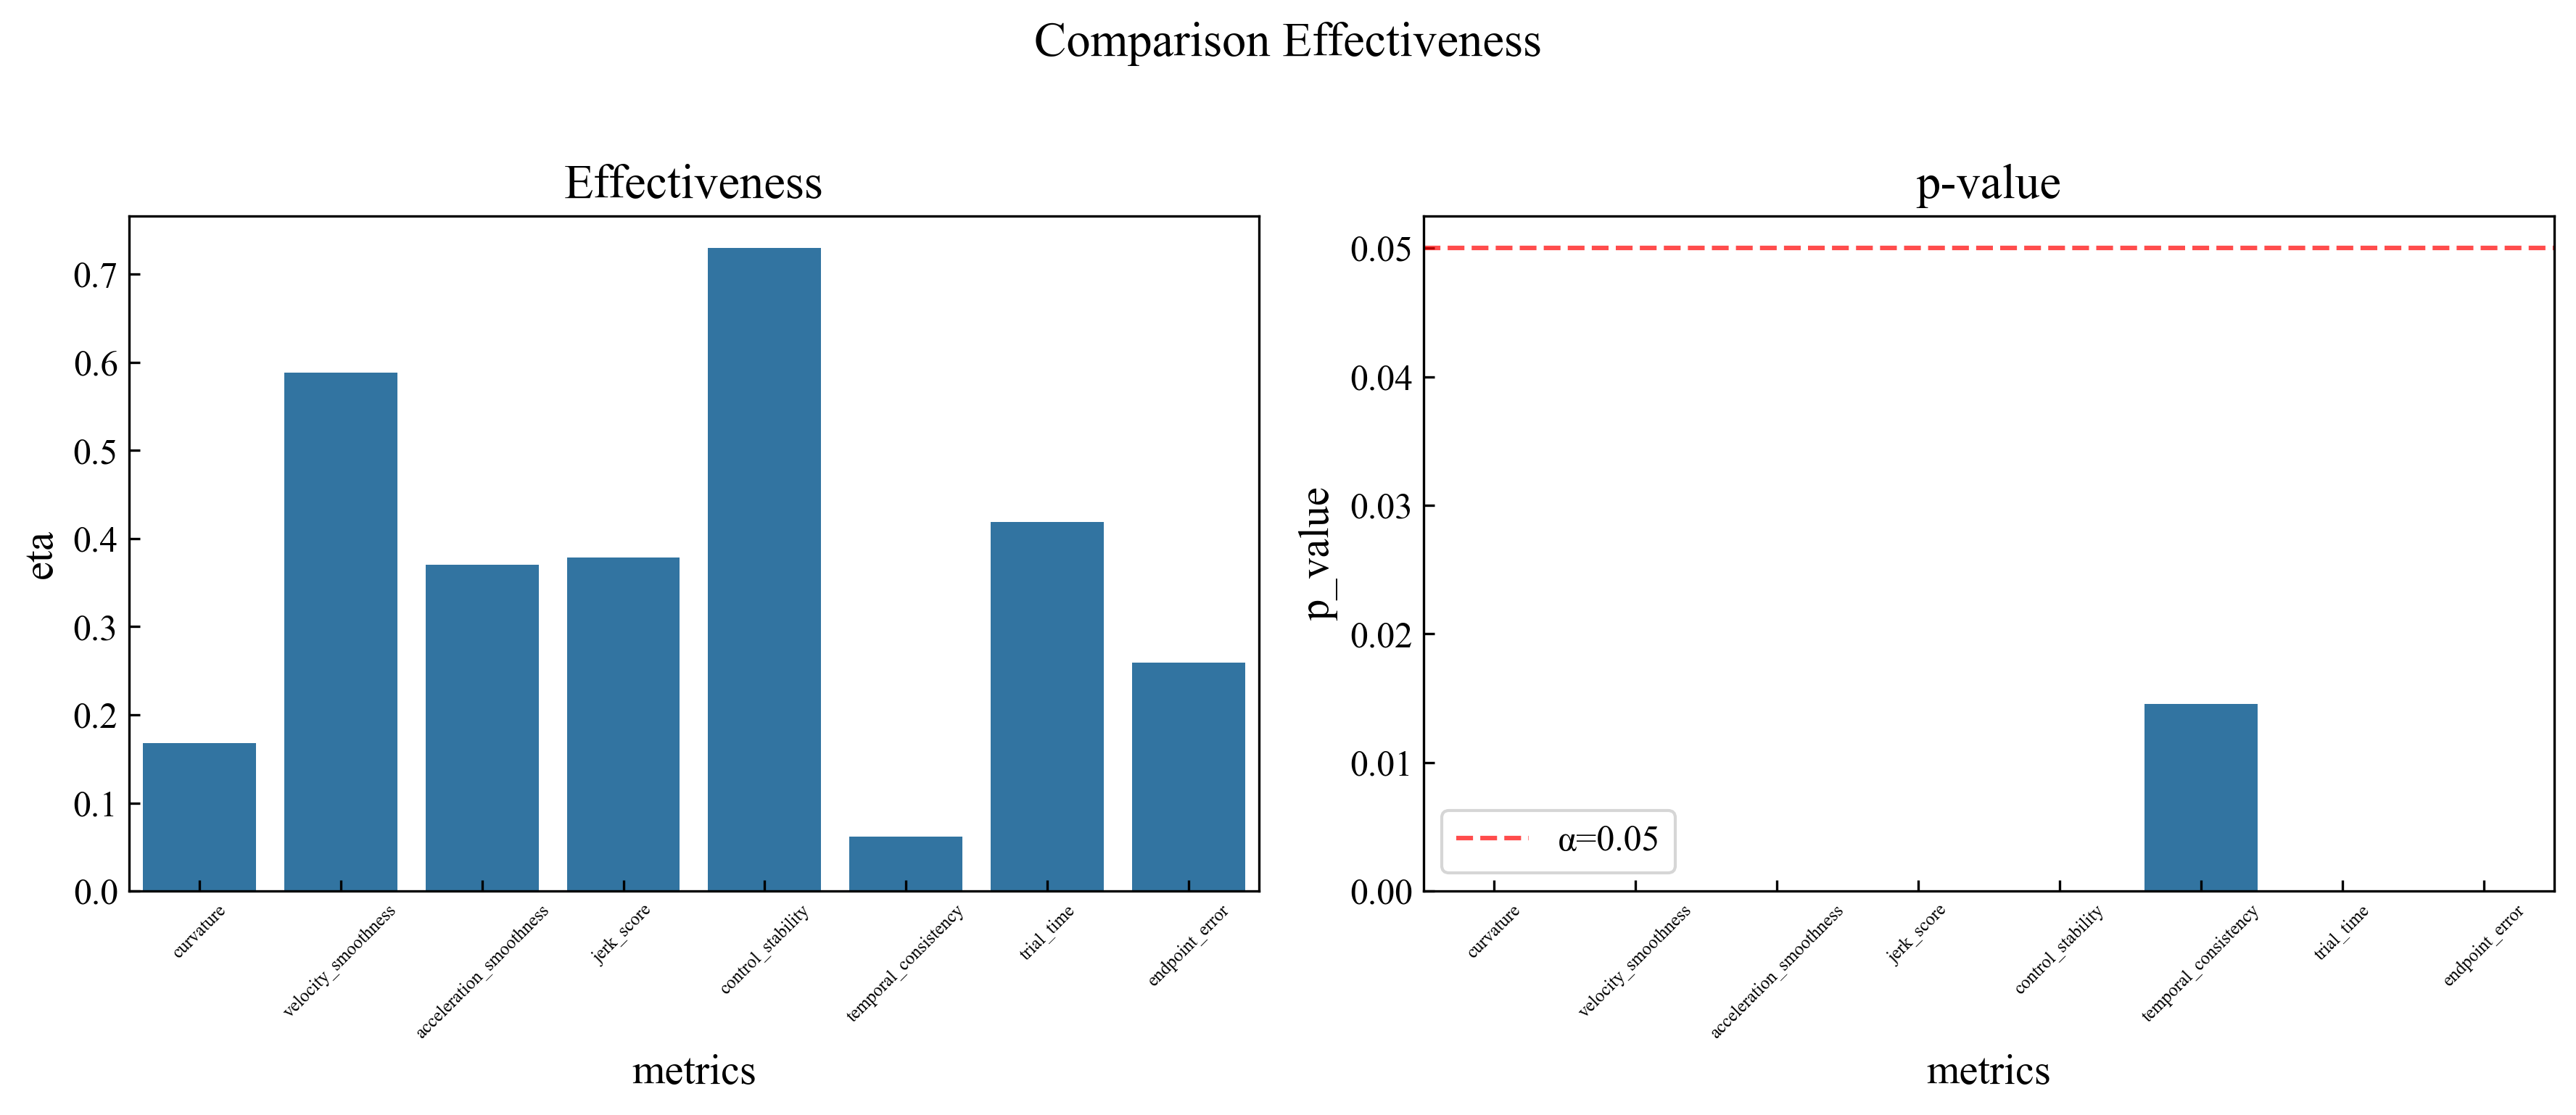 Comparison Effectiveness
Effectiveness
eta
0.7
0.6
0.5
0.4
0.3
0.2
0.1
0.0
curvature
velocity_smoothness
acceleration_smoothness
jerk_score
control_stability
temporal_consistency
trial_time
endpoint_error
metrics
p-value
p_value
0.05
0.04
0.03
0.02
0.01
0.00
α=0.05
curvature
velocity_smoothness
acceleration_smoothness
jerk_score
control_stability
temporal_consistency
trial_time
endpoint_error
metrics